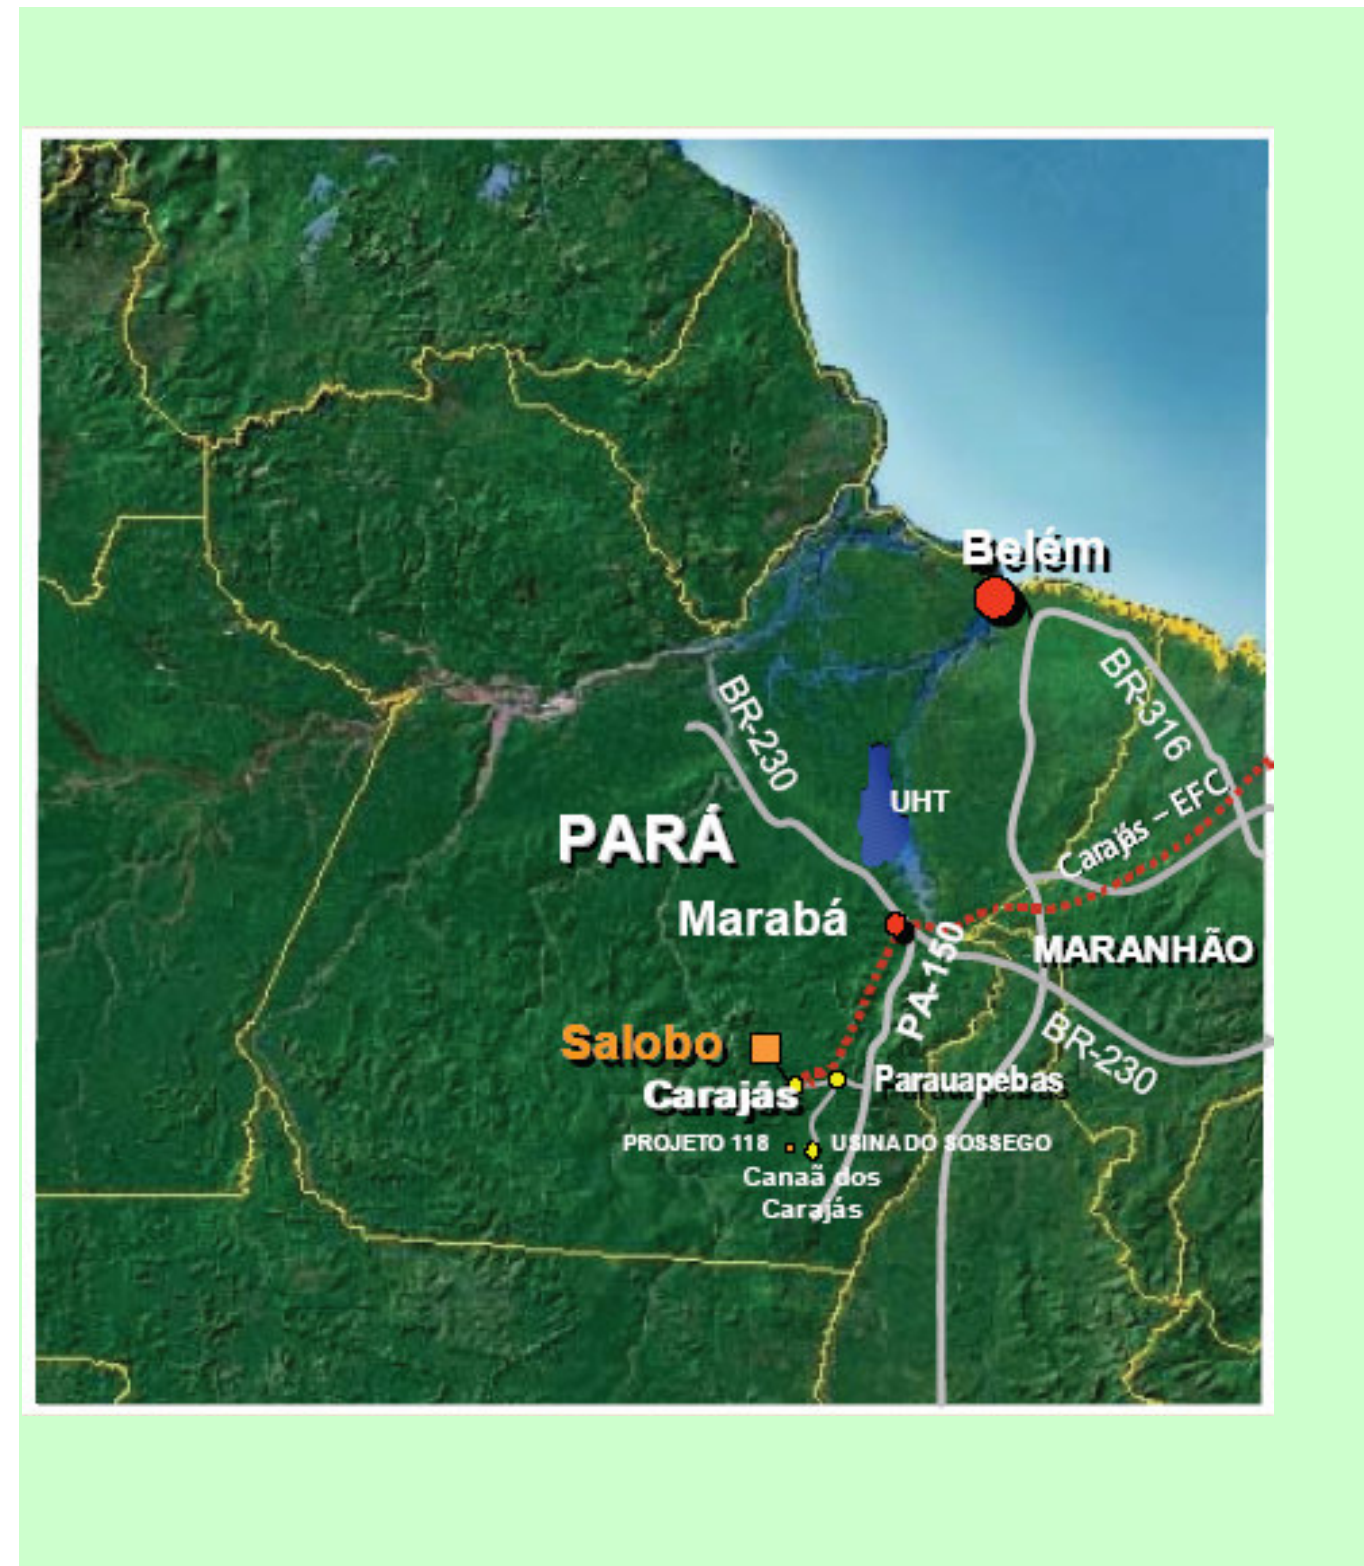 Belém
BR-230
BR-316
UHT
Carajás – EFC
PARÁ
Marabá
PA-150
MARANHÃO
Salobo
BR-230
Carajás
Parauapebas
PROJETO 118
USINA DO SOSSEGO
Canaã dos
Carajás